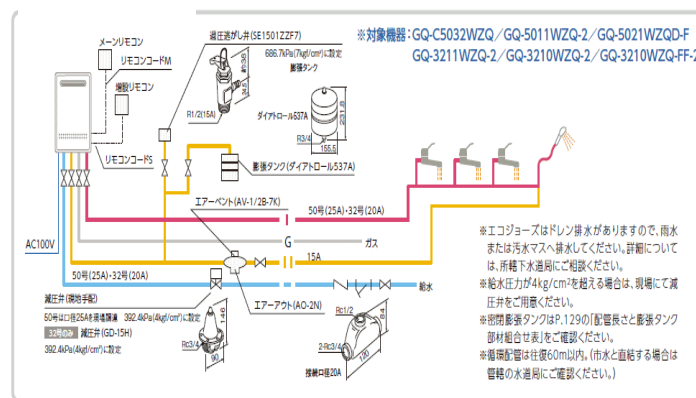 ※対象機器：GQ-C5032WZQ／GQ-5011WZQ-2／GQ-5021WZQD-F
GQ-3211WZQ-2／GQ-3210WZQ-2／GQ-3210WZQ-FF-2
メーンリモコン
リモコンコードM
増設リモコン
リモコンコードS
過圧逃がし弁(SE1501ZZF7)
686.7kPa(7kgf/cm²)に設定
膨張タンク
約36
34.5
R1/2(15A)
ダイアトロール537A
231.8
R3/4
155.5
膨張タンク(ダイアトロール537A)
エアーベント(AV-1/2B-7K)
50号(25A)・32号(20A)
G
ガス
AC100V
15A
50号(25A)・32号(20A)
給水
減圧弁(現地手配)
50号は口径25Aを現場調達 392.4kPa(4kgf/cm²)に設定
32号のみ 減圧弁(GD-15H)
392.4kPa(4kgf/cm²)に設定
Rc3/4
146
90
エアーアウト(AO-2N)
Rc1/2
84
2-Rc3/4
120
接続口径20A
※エコジョーズはドレン排水がありますので、雨水
または汚水マスへ排水してください。詳細について
は、所轄下水道局にご相談ください。
※給水圧力が4kg/cm²を超える場合は、現場にて減
圧弁をご用意ください。
※密閉膨張タンクはP.129の「配管長さと膨張タンク
部材組合せ表」をご確認ください。
※循環配管は往復60m以内。(市水と直結する場合は
管轄の水道局にご確認ください。)